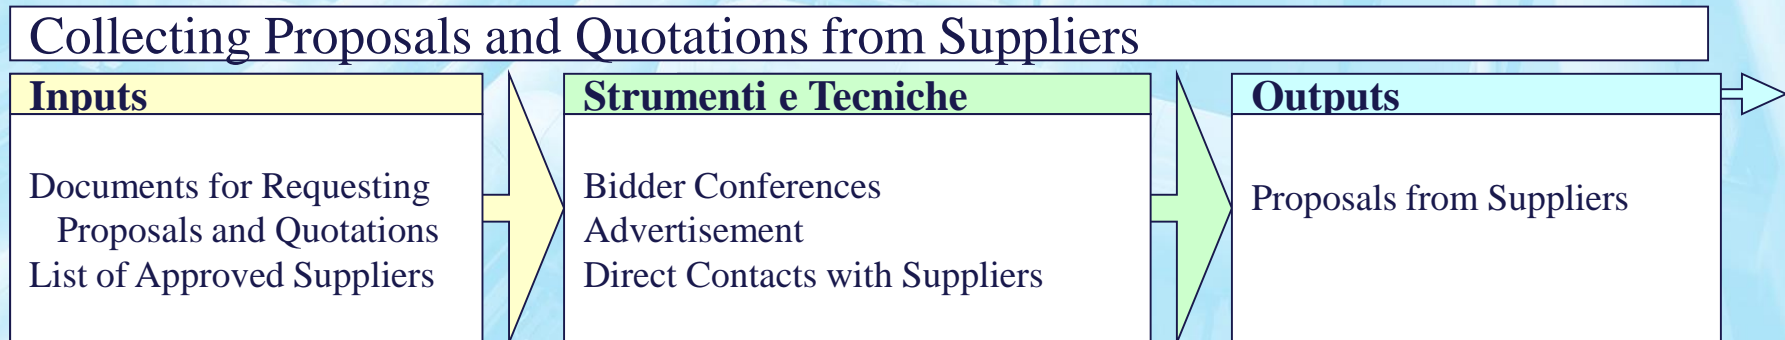 Collecting Proposals and Quotations from Suppliers
Inputs
Documents for Requesting
Proposals and Quotations
List of Approved Suppliers
Strumenti e Tecniche
Bidder Conferences
Advertisement
Direct Contacts with Suppliers
Outputs
Proposals from Suppliers